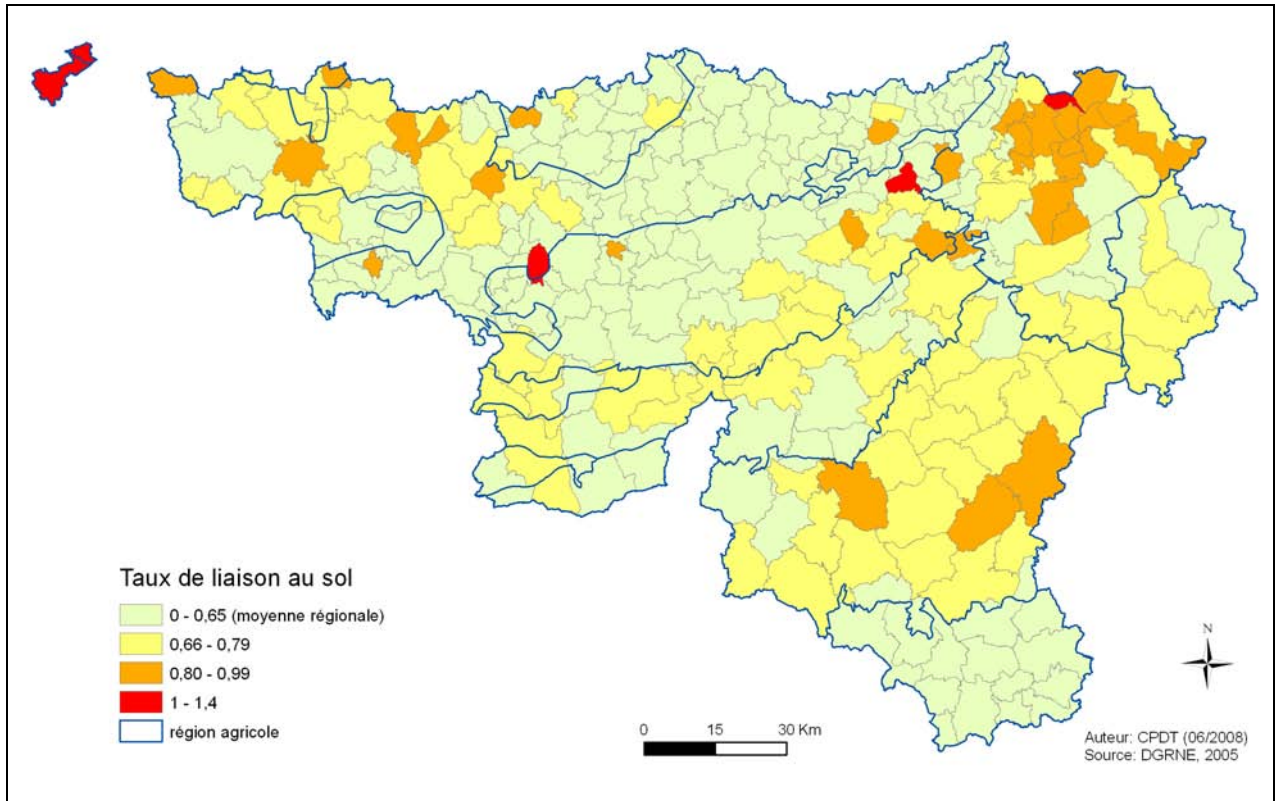 Taux de liaison au sol
0 - 0,65 (moyenne régionale)
0,66 - 0,79
0,80 - 0,99
1 - 1,4
région agricole
0 15 30 Km
N
Auteur: CPDT (06/2008)
Source: DGRNE, 2005